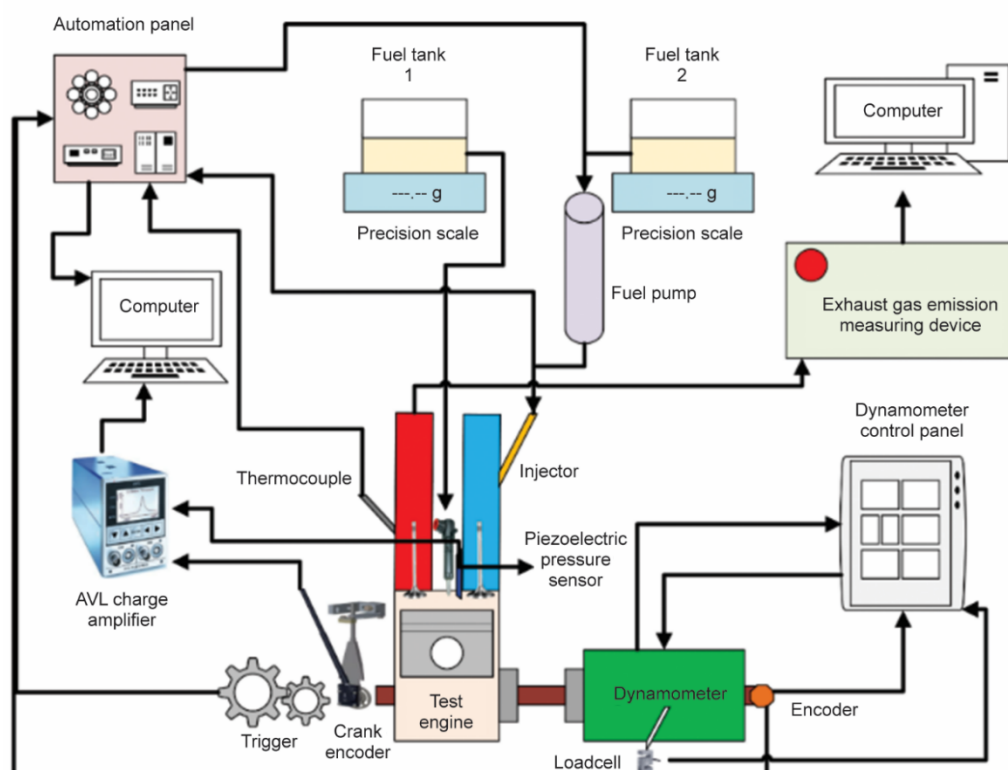 Automation panel
Fuel tank
1
Fuel tank
2
Computer
---.-- g
---.-- g
Precision scale
Precision scale
Fuel pump
Computer
Exhaust gas emission
measuring device
Dynamometer
control panel
Thermocouple
Injector
Piezoelectric
pressure
sensor
AVL charge
amplifier
Test
engine
Dynamometer
Encoder
Trigger
Crank
encoder
Loadcell